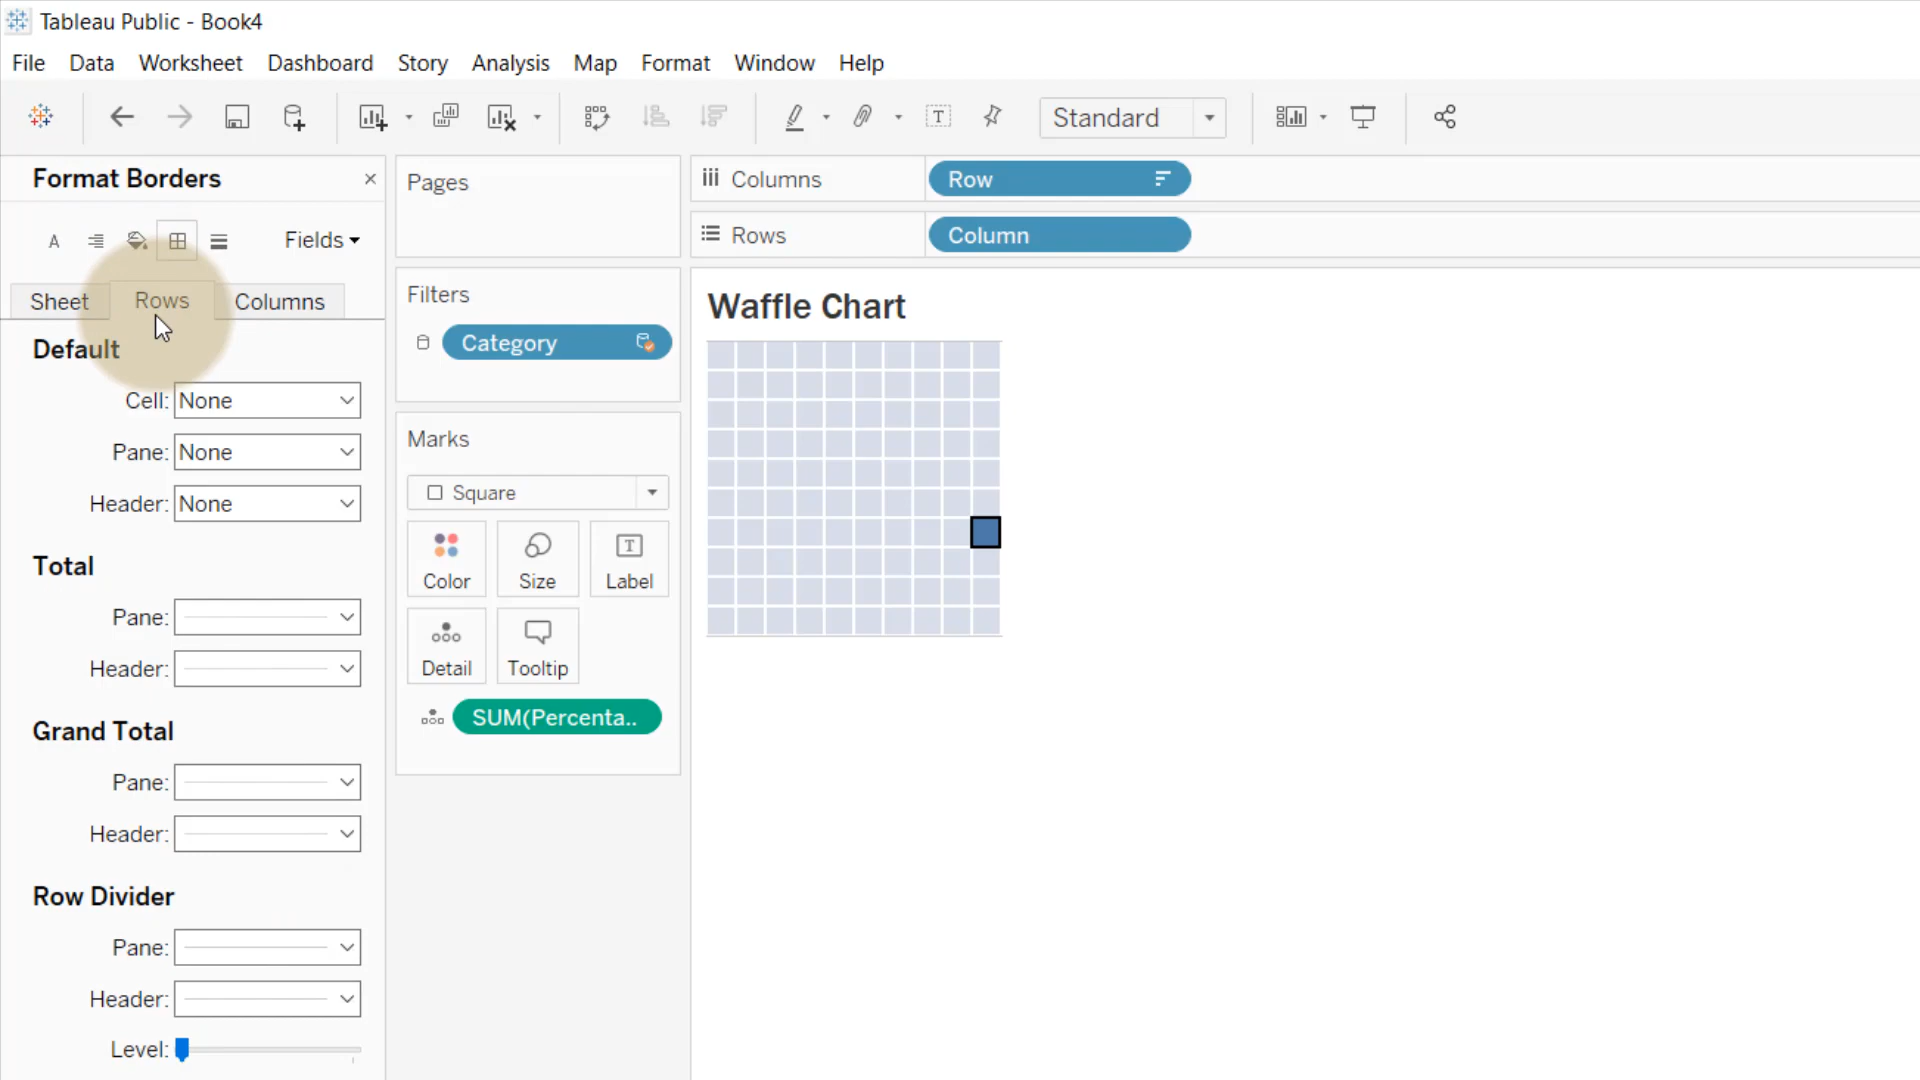 Tableau Public - Book4
File Data Worksheet Dashboard Story Analysis Map Format Window Help
Standard
Format Borders
A
Fields
Sheet Rows Columns
Default
Cell: None
Pane: None
Header: None
Total
Pane:
Header:
Grand Total
Pane:
Header:
Row Divider
Pane:
Header:
Level:
Pages
Filters
Category
Marks
Square
Color Size Label
Detail Tooltip
SUM(Percenta..
Columns Row
Rows Column
Waffle Chart